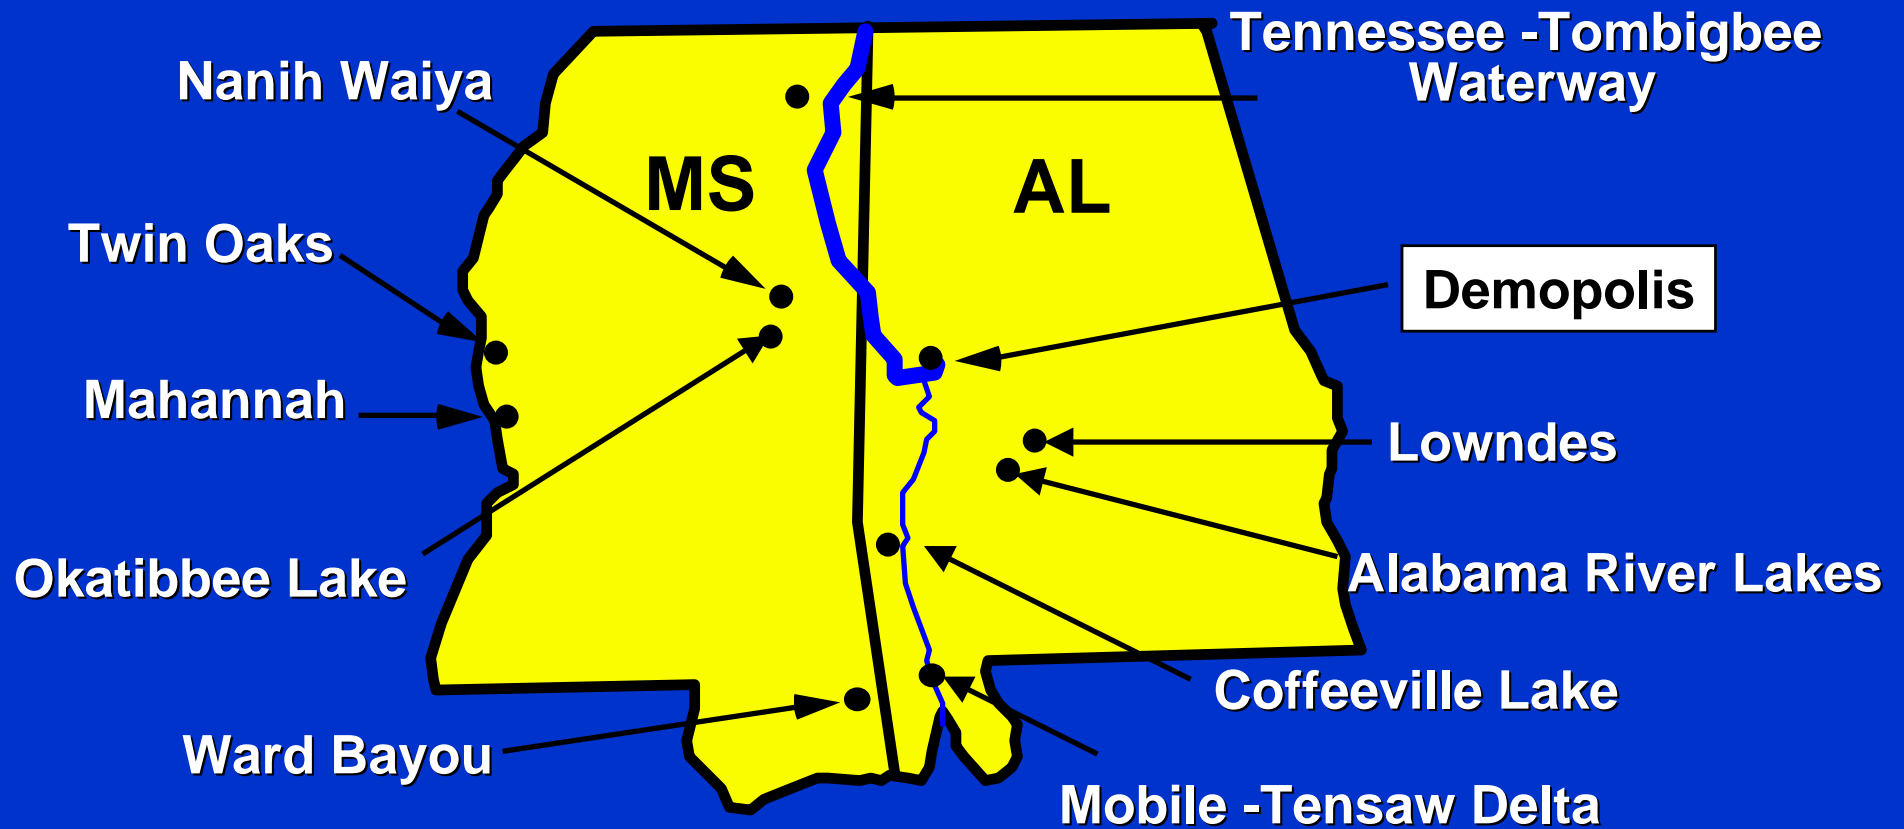 Tennessee -Tombigbee
Waterway
Nanih Waiya
MS
AL
Twin Oaks
Demopolis
Mahannah
Lowndes
Okatibbee Lake
Alabama River Lakes
Coffeeville Lake
Ward Bayou
Mobile -Tensaw Delta